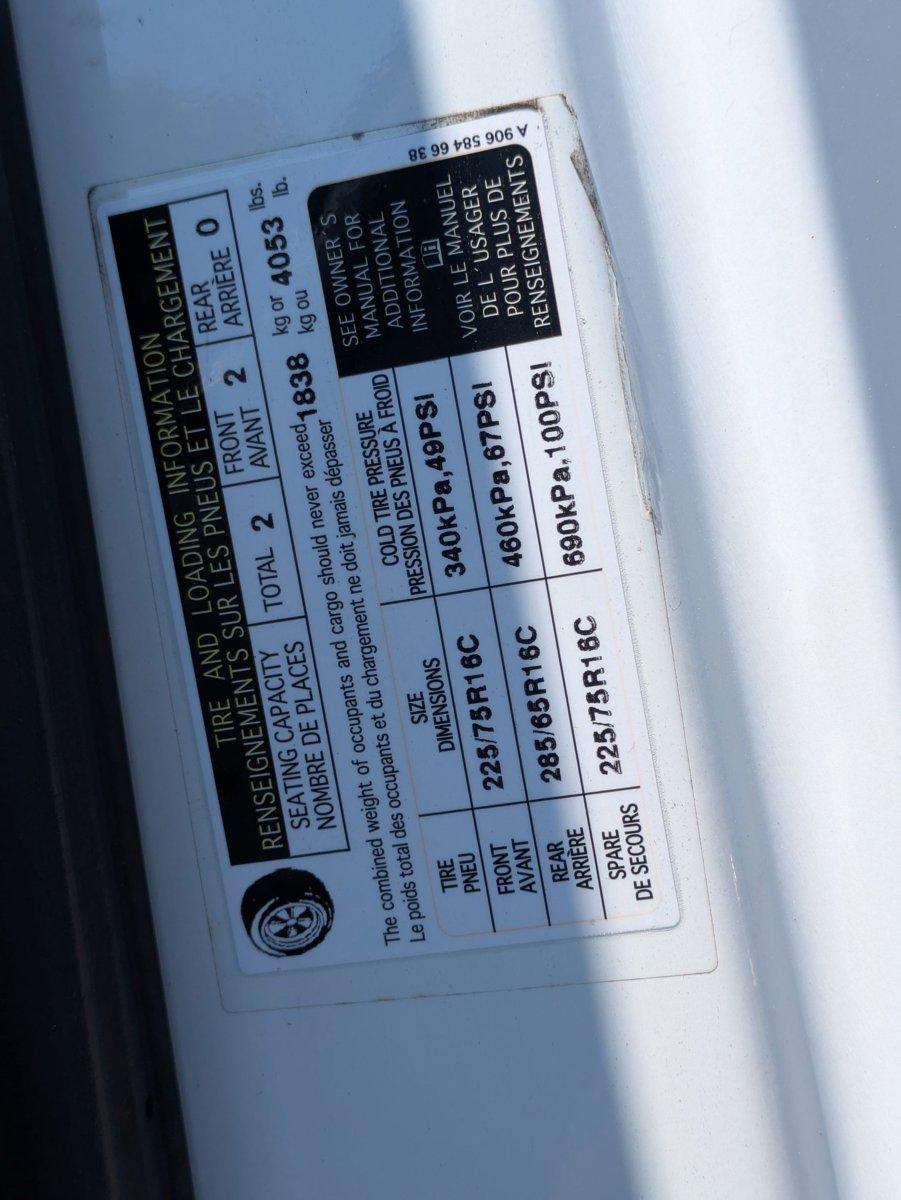 TIRE AND LOADING INFORMATION
RENSEIGNEMENTS SUR LES PNEUS ET LE CHARGEMENT
SEATING CAPACITY
NOMBRE DE PLACES
TOTAL 2
FRONT
AVANT 2
REAR
ARRIÈRE 0
The combined weight of occupants and cargo should never exceed 1838 kg or 4053 lbs.
Le poids total des occupants et du chargement ne doit jamais dépasser kg ou lb.
TIRE
PNEU
SIZE
DIMENSIONS
COLD TIRE PRESSURE
PRESSION DES PNEUS À FROID
FRONT
AVANT
225/75R16C
340kPa,49PSI
REAR
ARRIÈRE
285/65R16C
460kPa,67PSI
SPARE
DE SECOURS
225/75R16C
690kPa,100PSI
SEE OWNER´S
MANUAL FOR
ADDITIONAL
INFORMATION
VOIR LE MANUEL
DE L´USAGER
POUR PLUS DE
RENSEIGNEMENTS
A 906 584 66 38